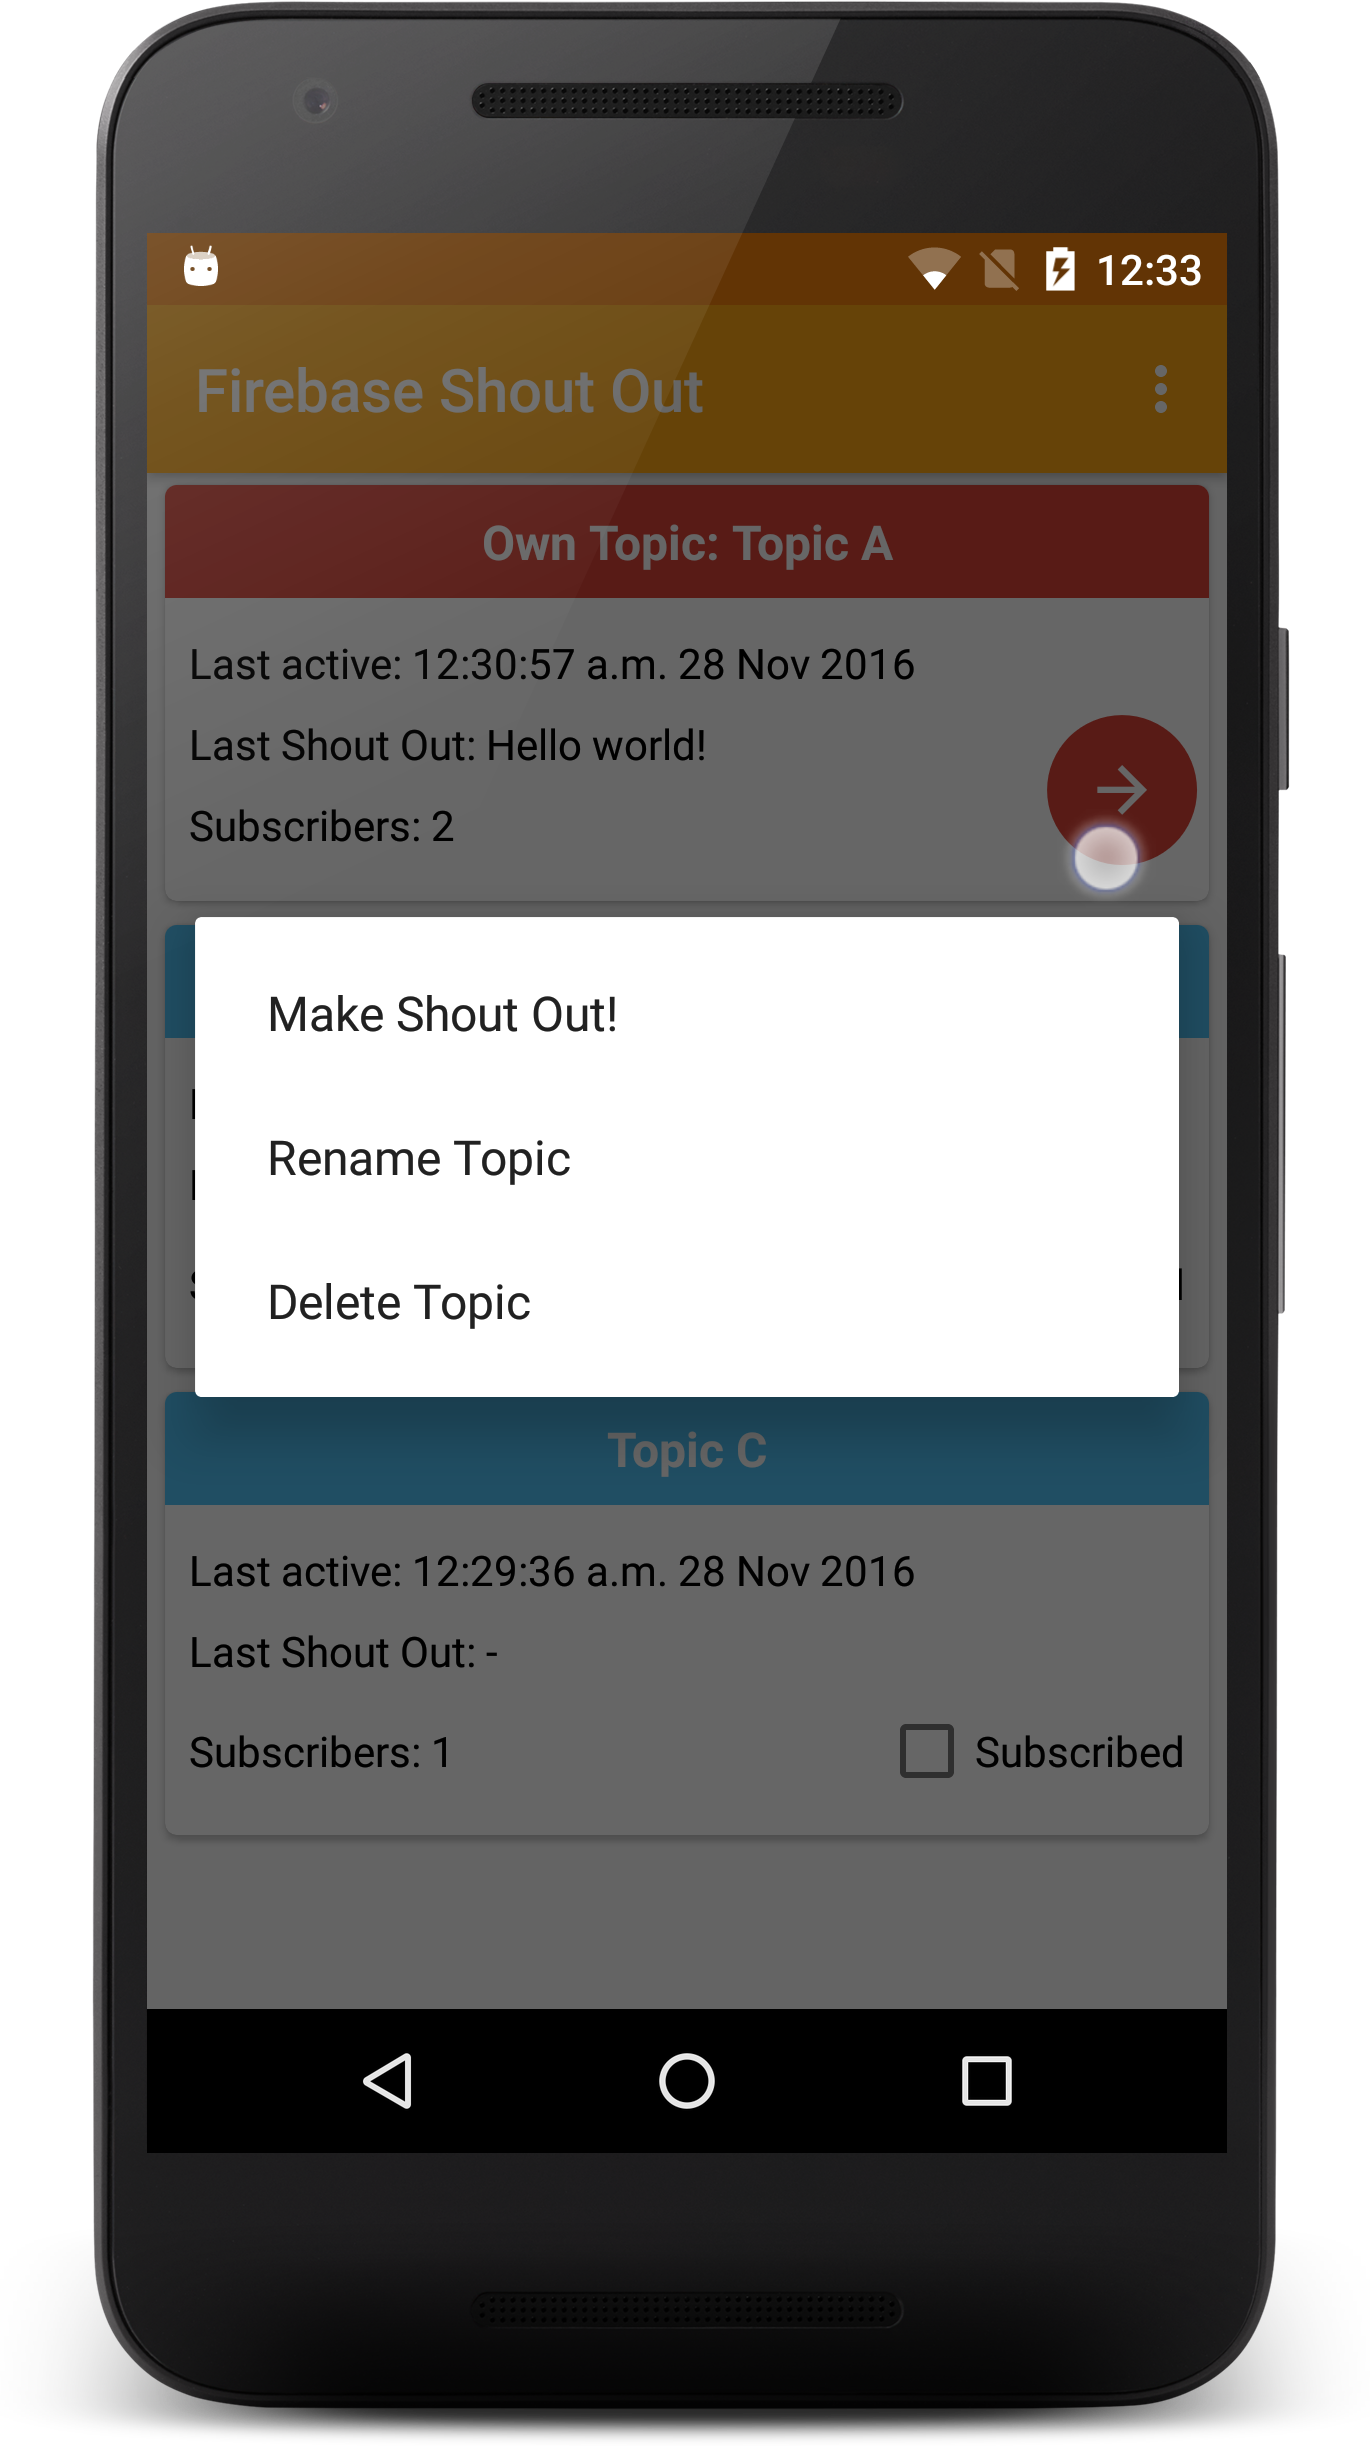 12:33
Firebase Shout Out
Own Topic: Topic A
Last active: 12:30:57 a.m. 28 Nov 2016
Last Shout Out: Hello world!
Subscribers: 2
Make Shout Out!
Rename Topic
Delete Topic
Topic C
Last active: 12:29:36 a.m. 28 Nov 2016
Last Shout Out: -
Subscribers: 1
Subscribed